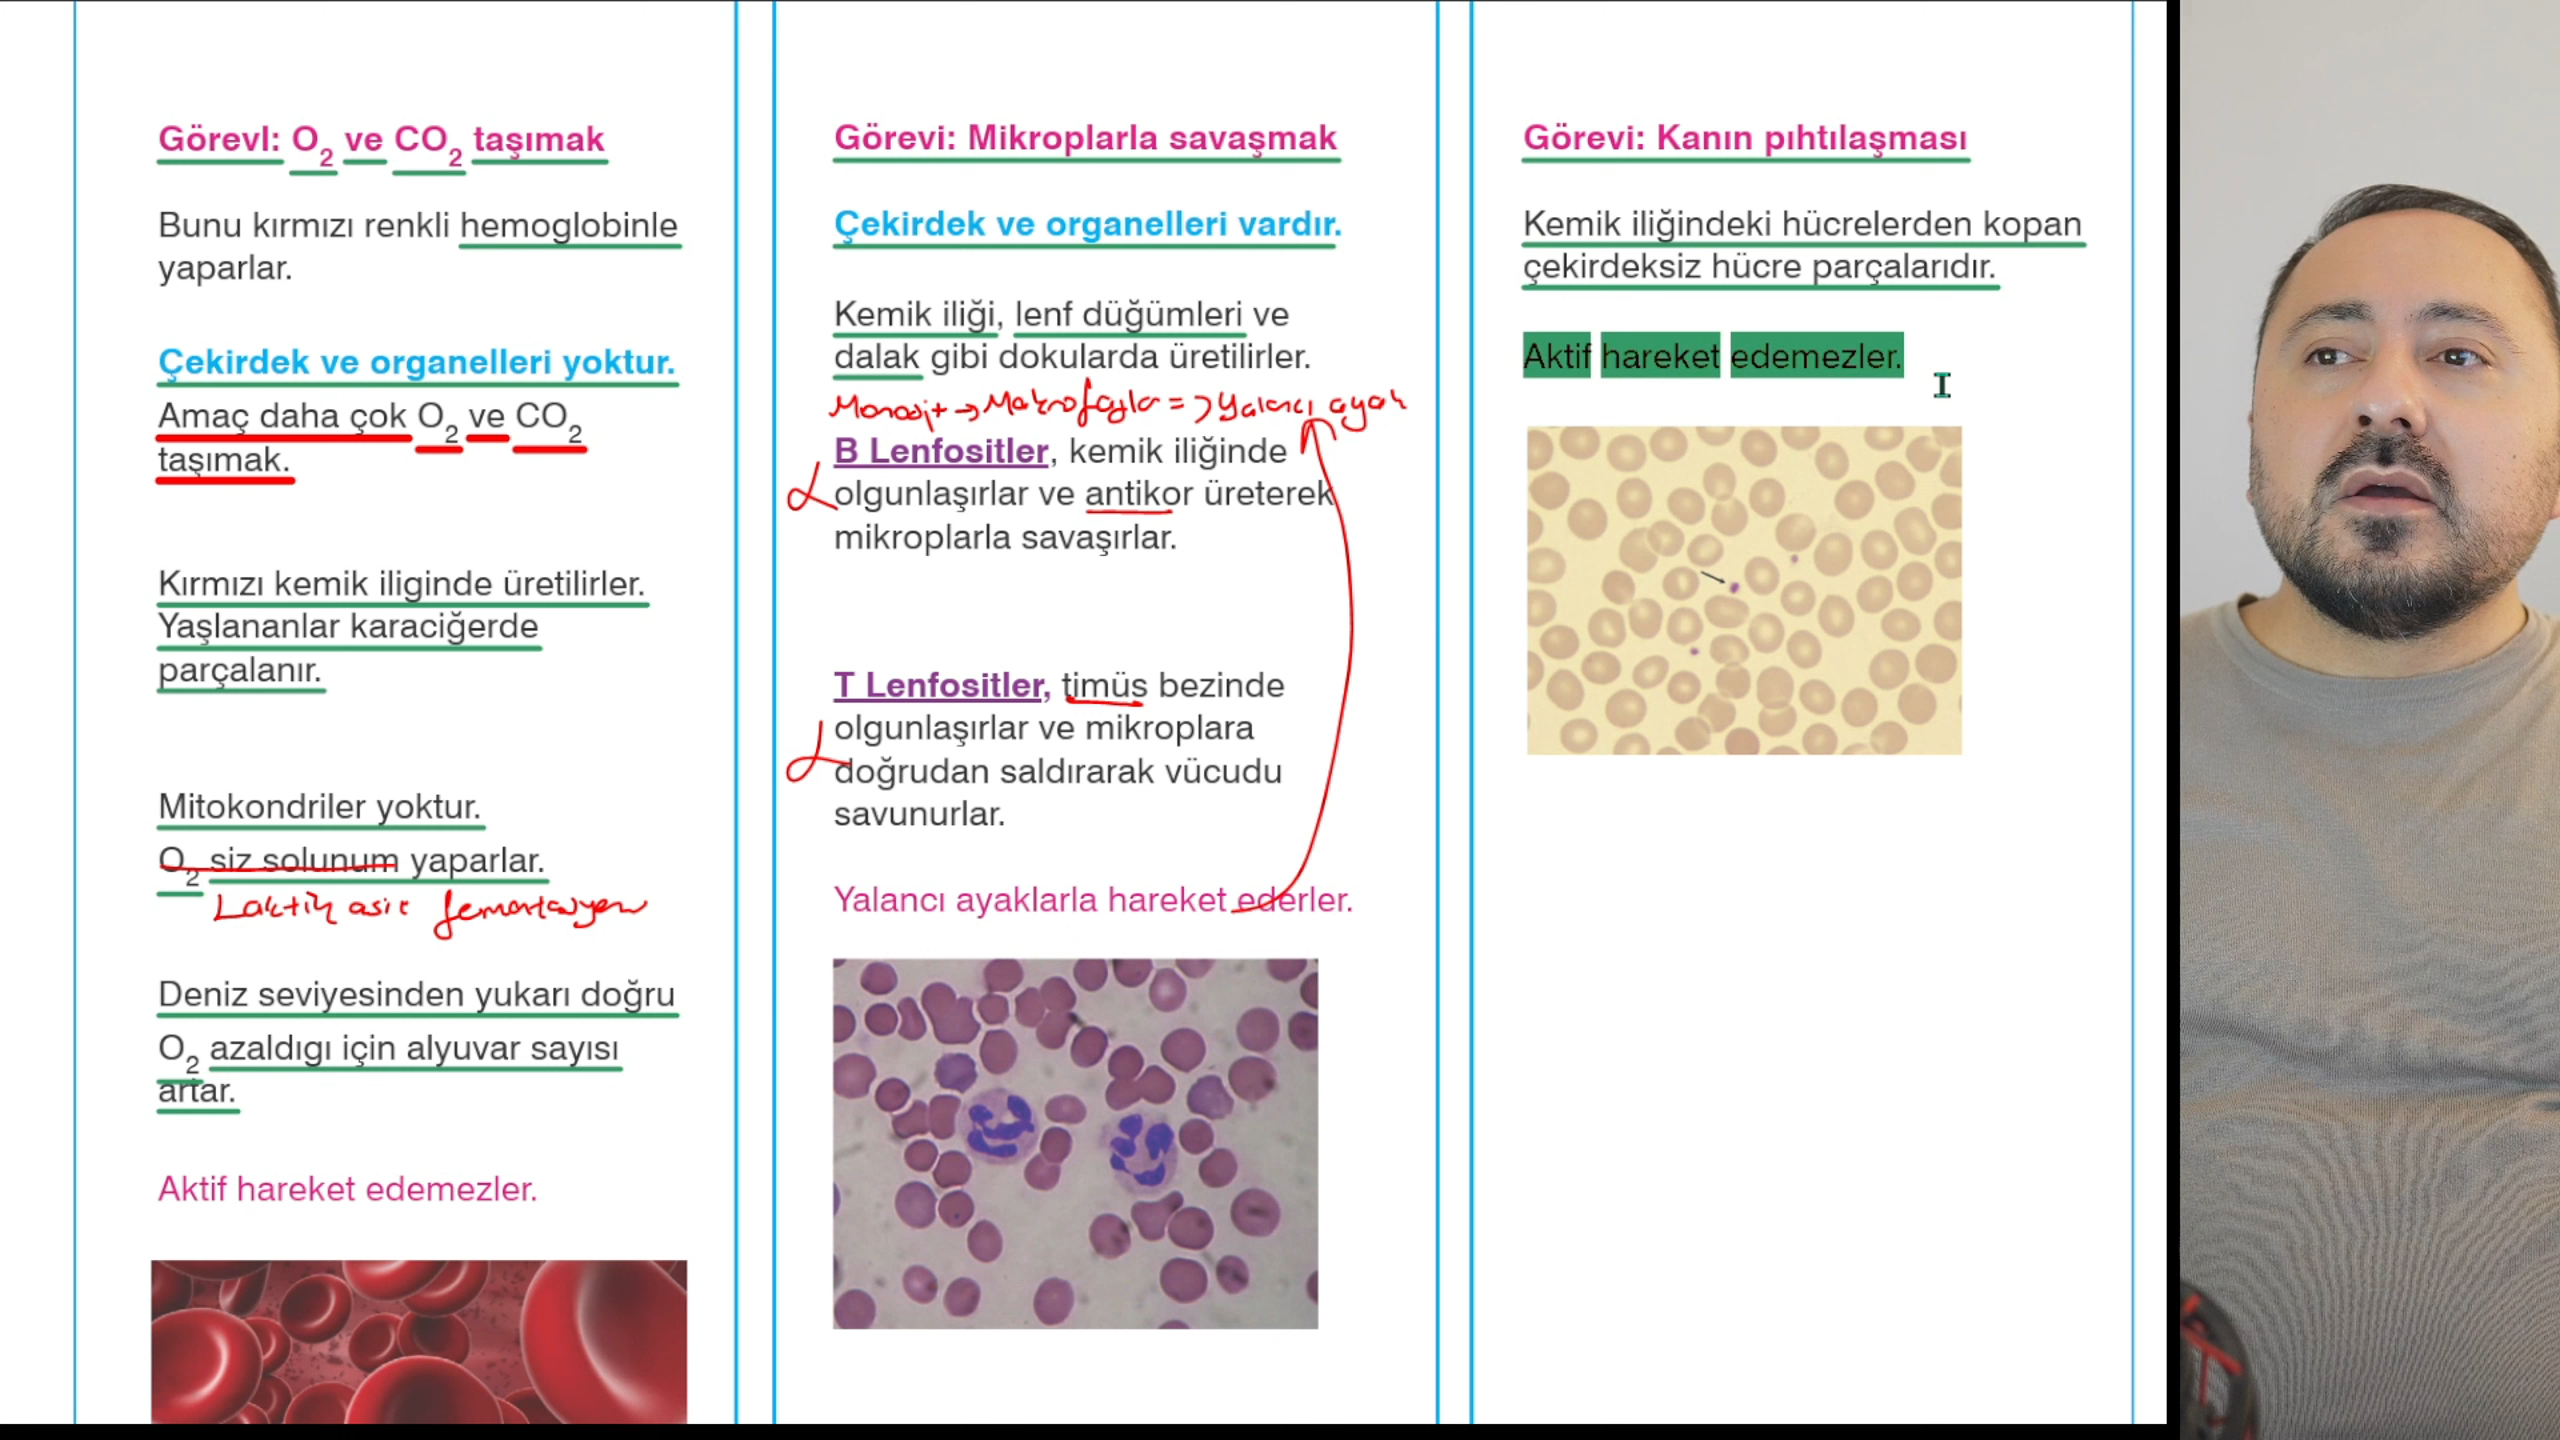 Görevl: O2 ve CO2 taşımak
Bunu kırmızı renkli hemoglobinle
yaparlar.
Çekirdek ve organelleri yoktur.
Amaç daha çok O2 ve CO2
taşımak.
Kırmızı kemik iliginde üretilirler.
Yaşlananlar karaciğerde
parçalanır.
Mitokondriler yoktur.
O2 siz solunum yaparlar.
Laktik asit fermantasyon
Deniz seviyesinden yukarı doğru
O2 azaldıgı için alyuvar sayısı
artar.
Aktif hareket edemezler.
Görevi: Mikroplarla savaşmak
Çekirdek ve organelleri vardır.
Kemik iliği, lenf düğümleri ve
dalak gibi dokularda üretilirler.
Monosit → Makrofajlar => Yalancı ayak
B Lenfositler, kemik iliğinde
olgunlaşırlar ve antikor üreterek
mikroplarla savaşırlar.
T Lenfositler, timüs bezinde
olgunlaşırlar ve mikroplara
doğrudan saldırarak vücudu
savunurlar.
Yalancı ayaklarla hareket ederler.
Görevi: Kanın pıhtılaşması
Kemik iliğindeki hücrelerden kopan
çekirdeksiz hücre parçalarıdır.
Aktif hareket edemezler.